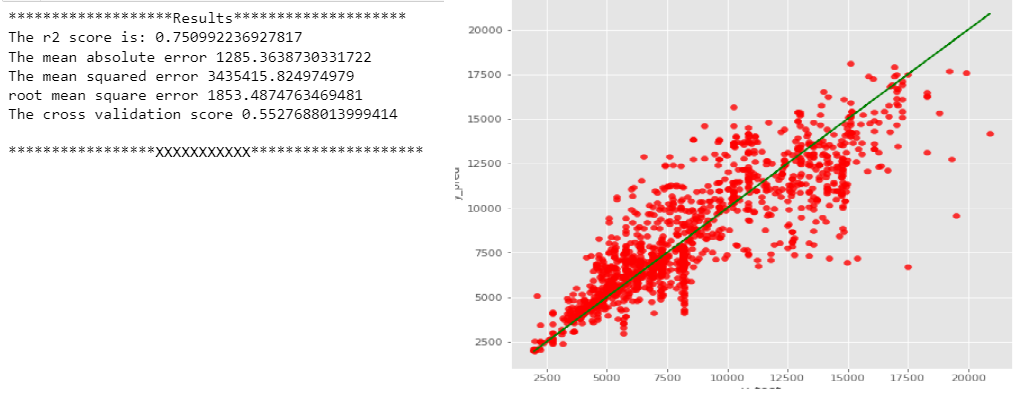 *******************Results********************
The r2 score is: 0.750992236927817
The mean absolute error 1285.3638730331722
The mean squared error 3435415.824974979
root mean square error 1853.4874763469481
The cross validation score 0.5527688013999414
*****************XXXXXXXXXXX********************
20000
17500
15000
12500
10000
7500
5000
2500
y_pred
2500 5000 7500 10000 12500 15000 17500 20000